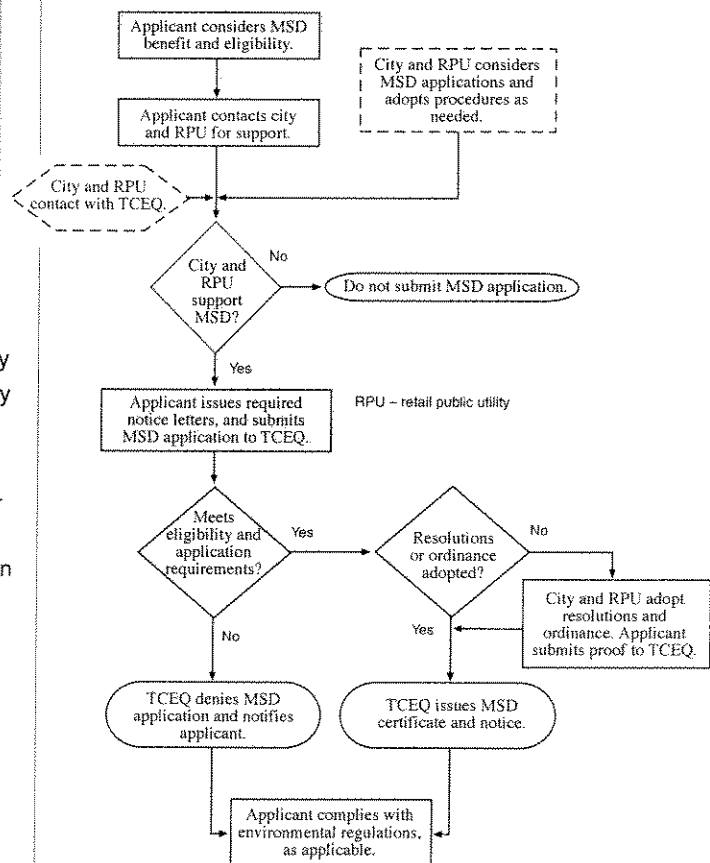 Applicant considers MSD
benefit and eligibility.
City and RPU considers
MSD applications and
adopts procedures as
needed.
Applicant contacts city
and RPU for support.
City and RPU
contact with TCEQ.
City and
RPU
support
MSD?
No
Do not submit MSD application.
Yes
y
y
Applicant issues required
notice letters, and submits
MSD application to TCEQ.
RPU – retail public utility
Meets
eligibility and
application
requirements?
Yes
Resolutions
or ordinance
adopted?
No
n
City and RPU adopt
resolutions and
ordinance. Applicant
submits proof to TCEQ.
Yes
No
TCEQ denies MSD
application and notifies
applicant.
TCEQ issues MSD
certificate and notice.
Applicant complies with
environmental regulations,
as applicable.